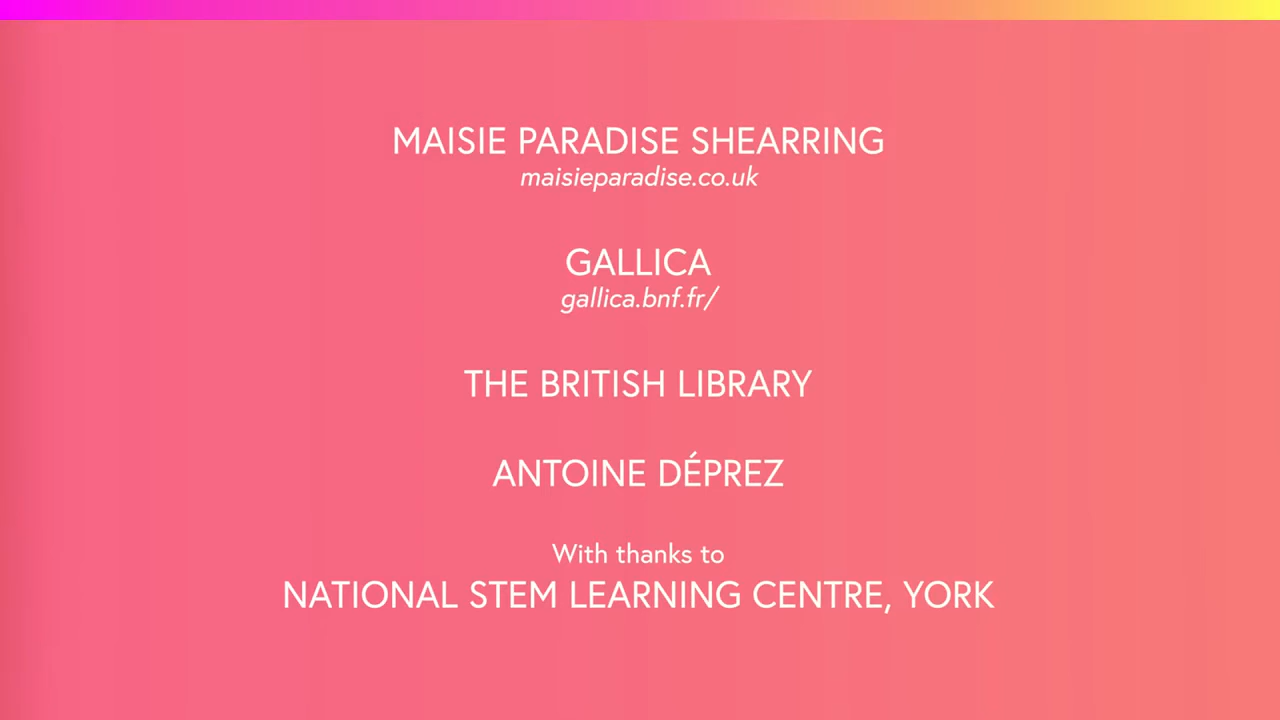 MAISIE PARADISE SHEARRING
maisieparadise.co.uk
GALLICA
gallica.bnf.fr/
THE BRITISH LIBRARY
ANTOINE DÉPREZ
With thanks to
NATIONAL STEM LEARNING CENTRE, YORK